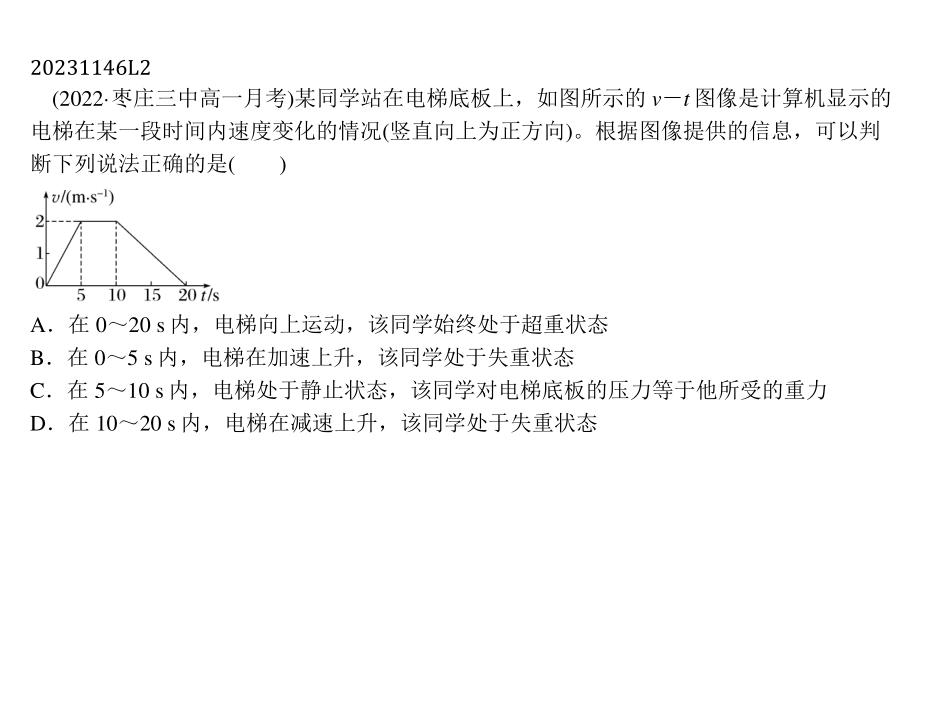 20231146L2
(2022·枣庄三中高一月考)某同学站在电梯底板上，如图所示的 v－t 图像是计算机显示的
电梯在某一段时间内速度变化的情况(竖直向上为正方向)。根据图像提供的信息，可以判
断下列说法正确的是(　　)
v/(m·s⁻¹)
2
1
0
5 10 15 20 t/s
A．在 0～20 s 内，电梯向上运动，该同学始终处于超重状态
B．在 0～5 s 内，电梯在加速上升，该同学处于失重状态
C．在 5～10 s 内，电梯处于静止状态，该同学对电梯底板的压力等于他所受的重力
D．在 10～20 s 内，电梯在减速上升，该同学处于失重状态